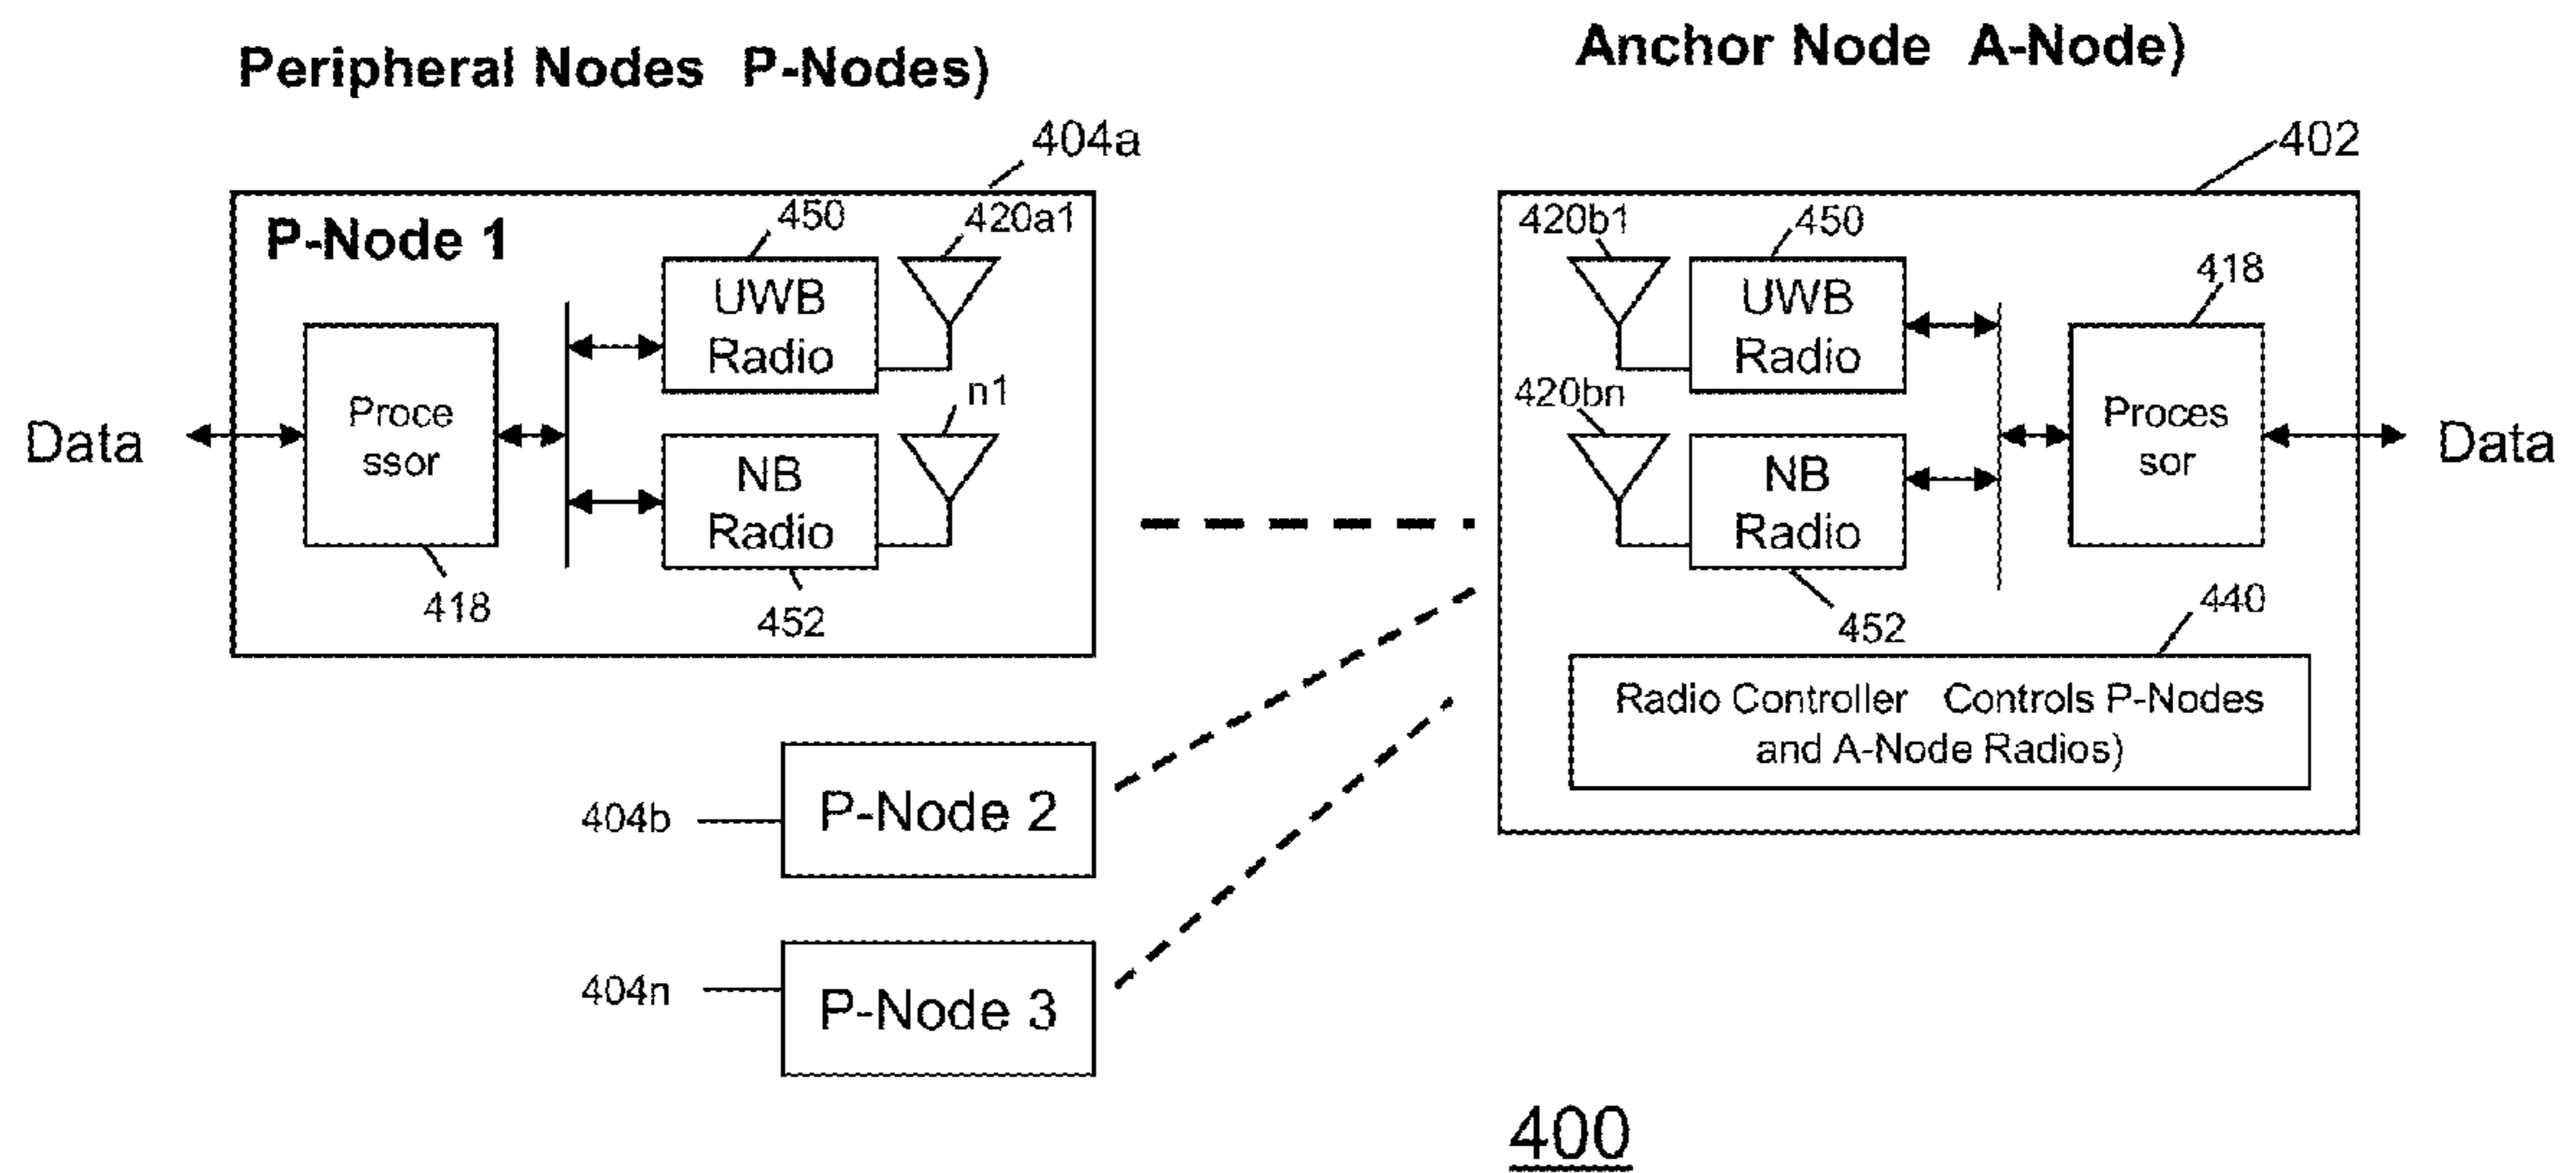 Peripheral Nodes P-Nodes)
Anchor Node A-Node)
404a
402
P-Node 1
450
420a1
UWB
Radio
n1
Proce
ssor
Data
NB
Radio
418
452
420b1
450
418
UWB
Radio
420bn
Proces
sor
Data
NB
Radio
452
440
Radio Controller Controls P-Nodes
and A-Node Radios)
404b
P-Node 2
404n
P-Node 3
400